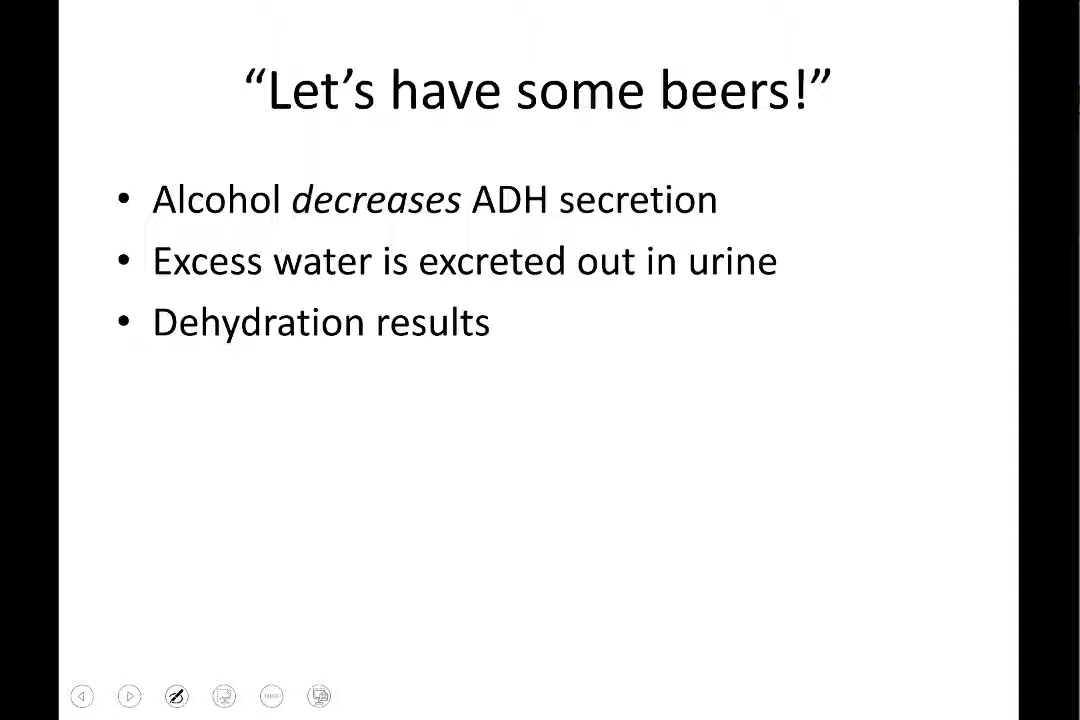 “Let’s have some beers!”
• Alcohol decreases ADH secretion
• Excess water is excreted out in urine
• Dehydration results